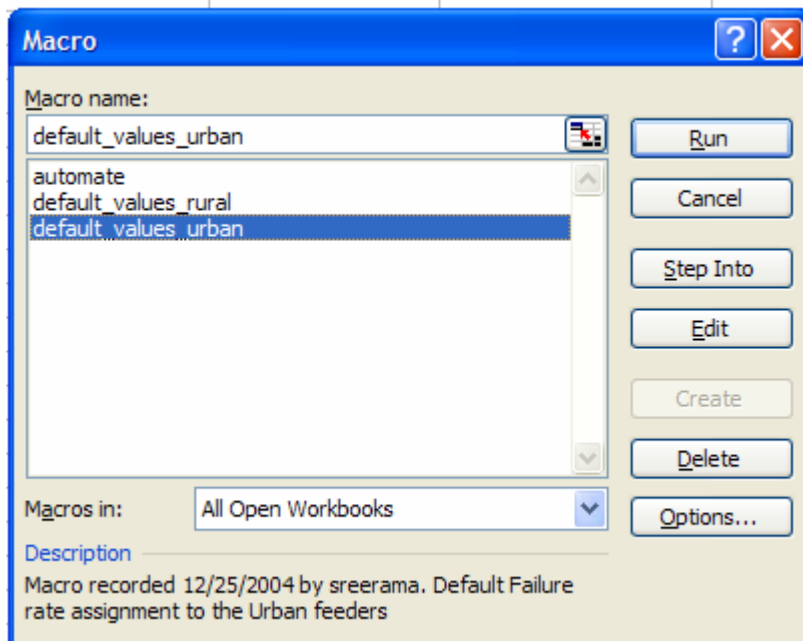 Macro
Macro name:
default_values_urban
Run
automate
default_values_rural
default_values_urban
Cancel
Step Into
Edit
Create
Delete
Macros in:
All Open Workbooks
Options...
Description
Macro recorded 12/25/2004 by sreerama. Default Failure
rate assignment to the Urban feeders